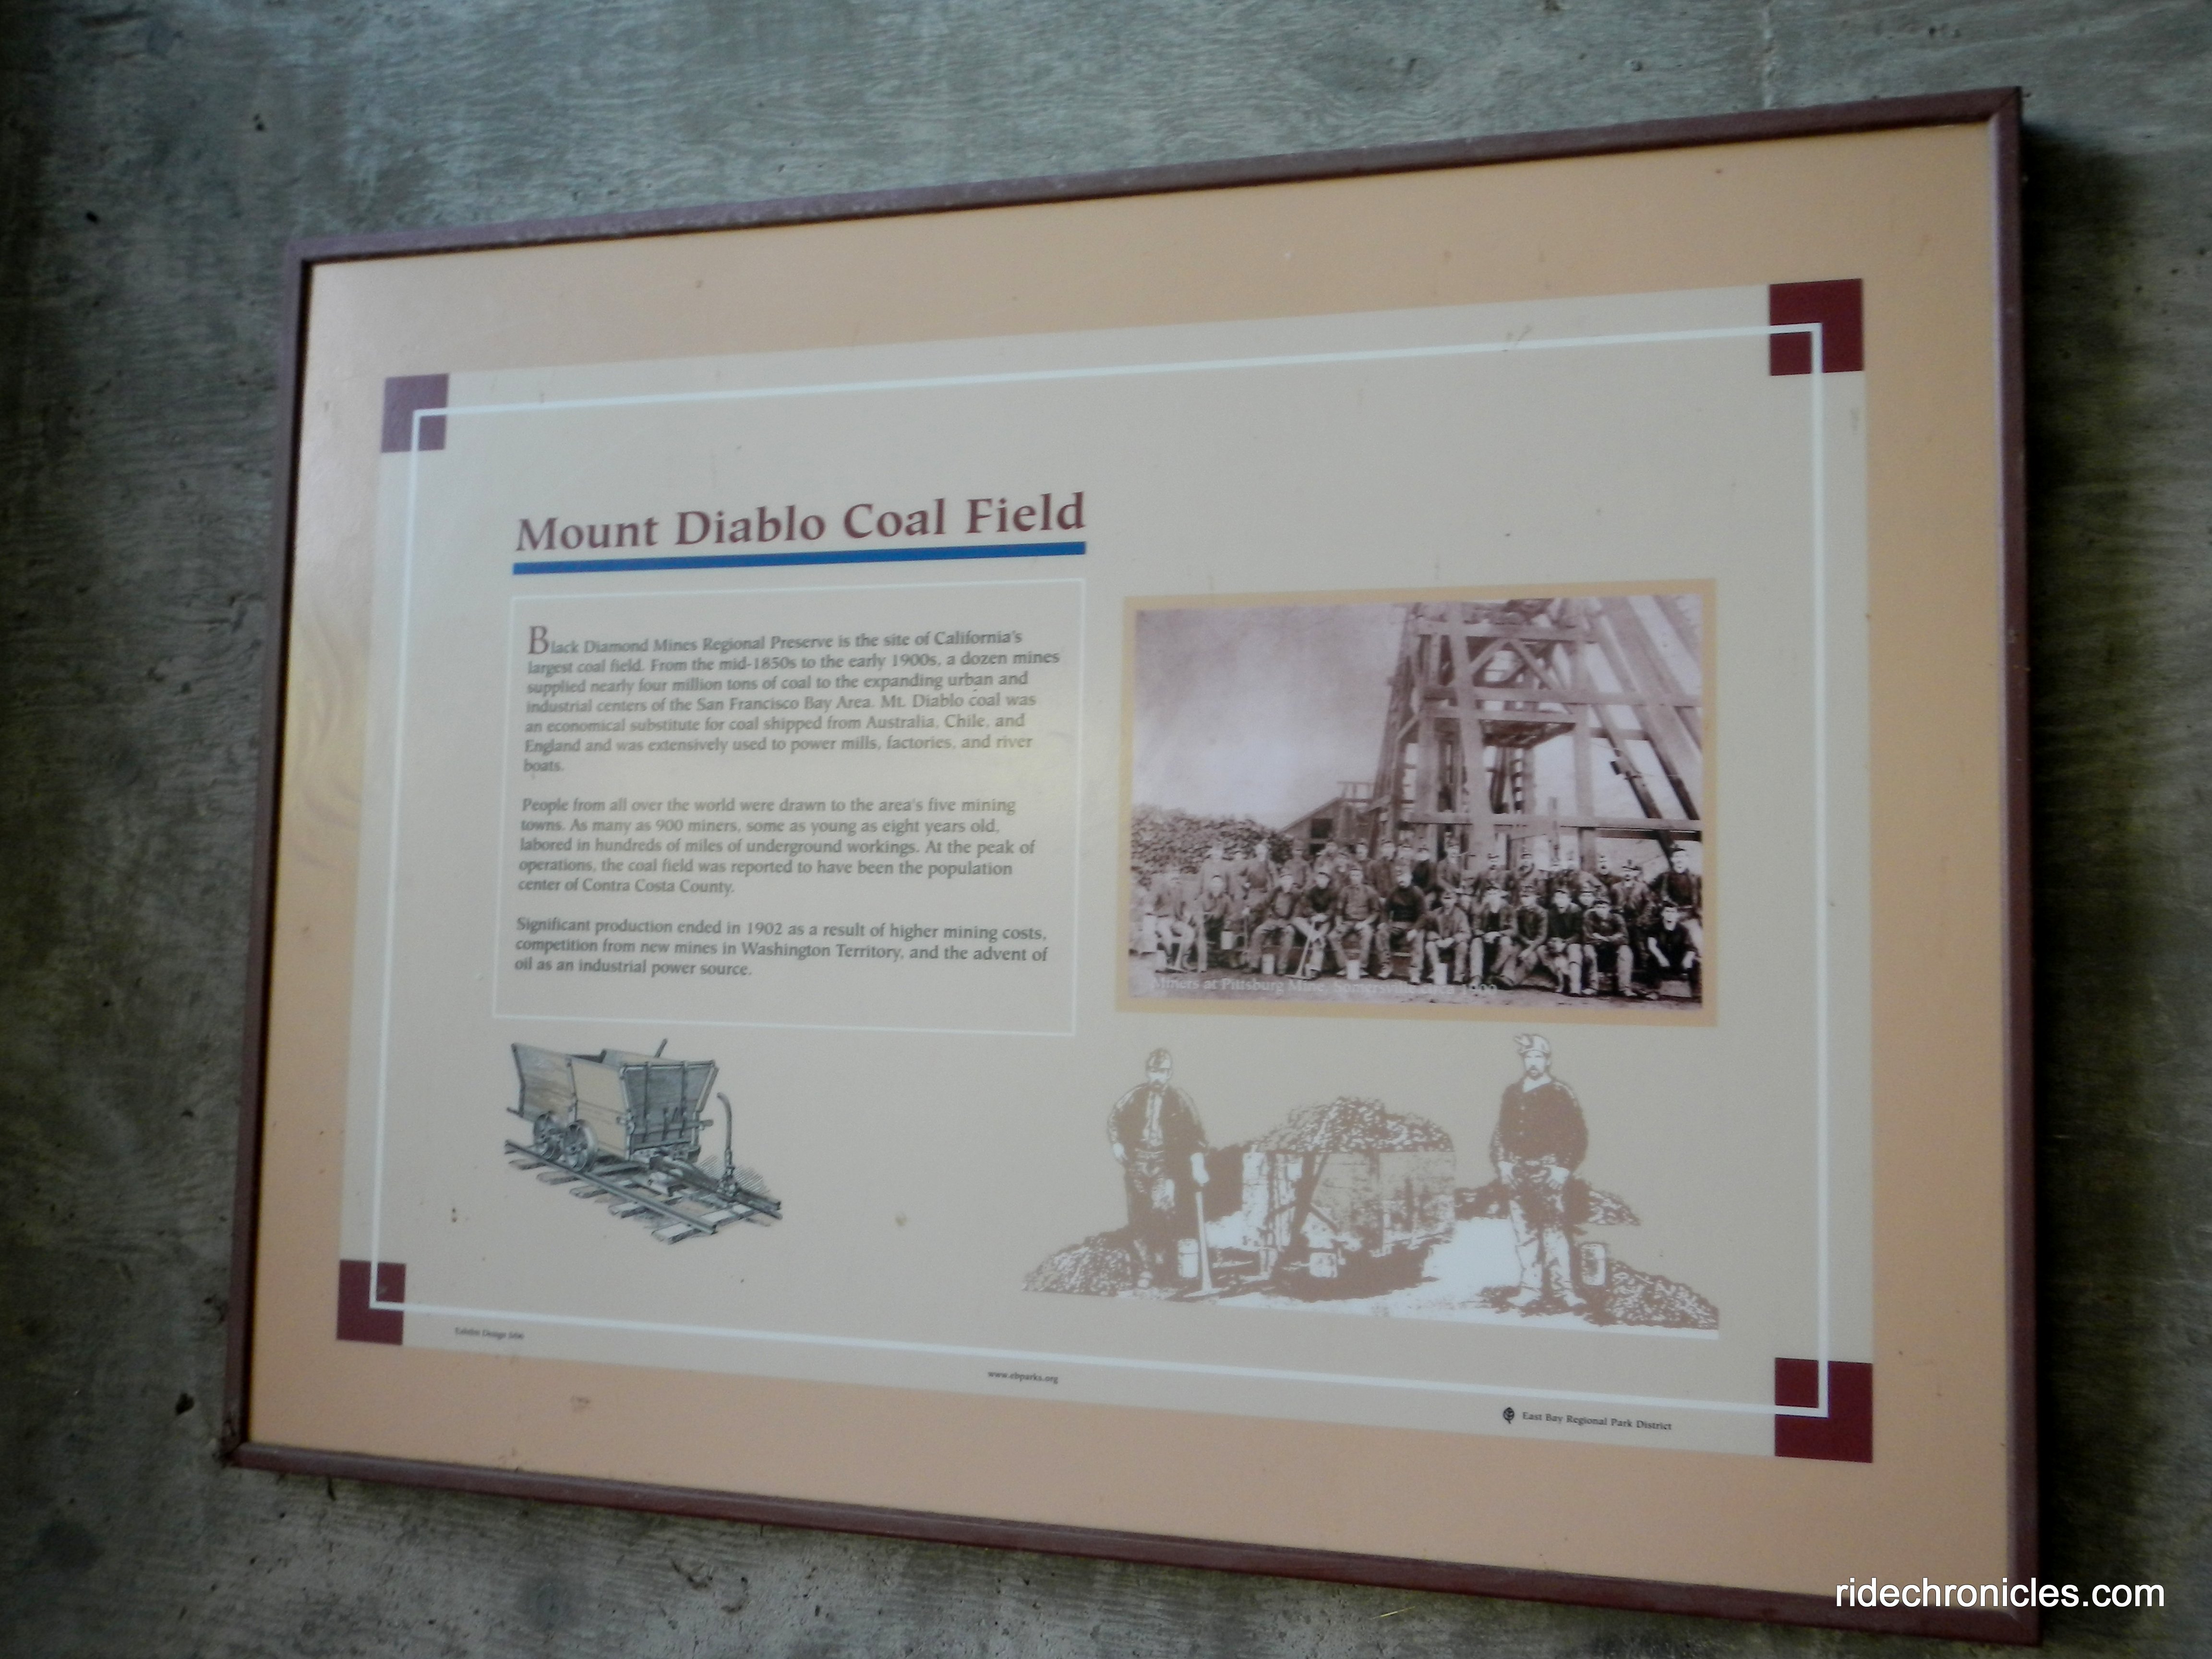 Mount Diablo Coal Field
Black Diamond Mines Regional Preserve is the site of California's
largest coal field. From the mid-1850s to the early 1900s, a dozen mines
supplied nearly four million tons of coal to the expanding urban and
industrial centers of the San Francisco Bay Area. Mt. Diablo coal was
an economical substitute for coal shipped from Australia, Chile, and
England and was extensively used to power mills, factories, and river
boats.
People from all over the world were drawn to the area's five mining
towns. As many as 900 miners, some as young as eight years old,
labored in hundreds of miles of underground workings. At the peak of
operations, the coal field was reported to have been the population
center of Contra Costa County.
Significant production ended in 1902 as a result of higher mining costs,
competition from new mines in Washington Territory, and the advent of
oil as an industrial power source.
Miners at Pittsburg Mine, Somersville circa
Exhibit Design
www.ebparks.org
East Bay Regional Park District
ridechronicles.com